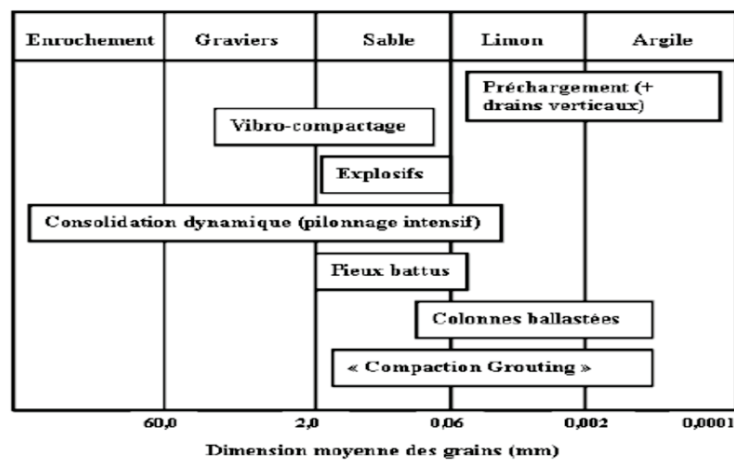 Enrochement Graviers Sable Limon Argile
Préchargement (+
drains verticaux)
Vibro-compactage
Explosifs
Consolidation dynamique (pilonnage intensif)
Pieux battus
Colonnes ballastées
« Compaction Grouting »
60,0 2,0 0,06 0,002 0,0001
Dimension moyenne des grains (mm)